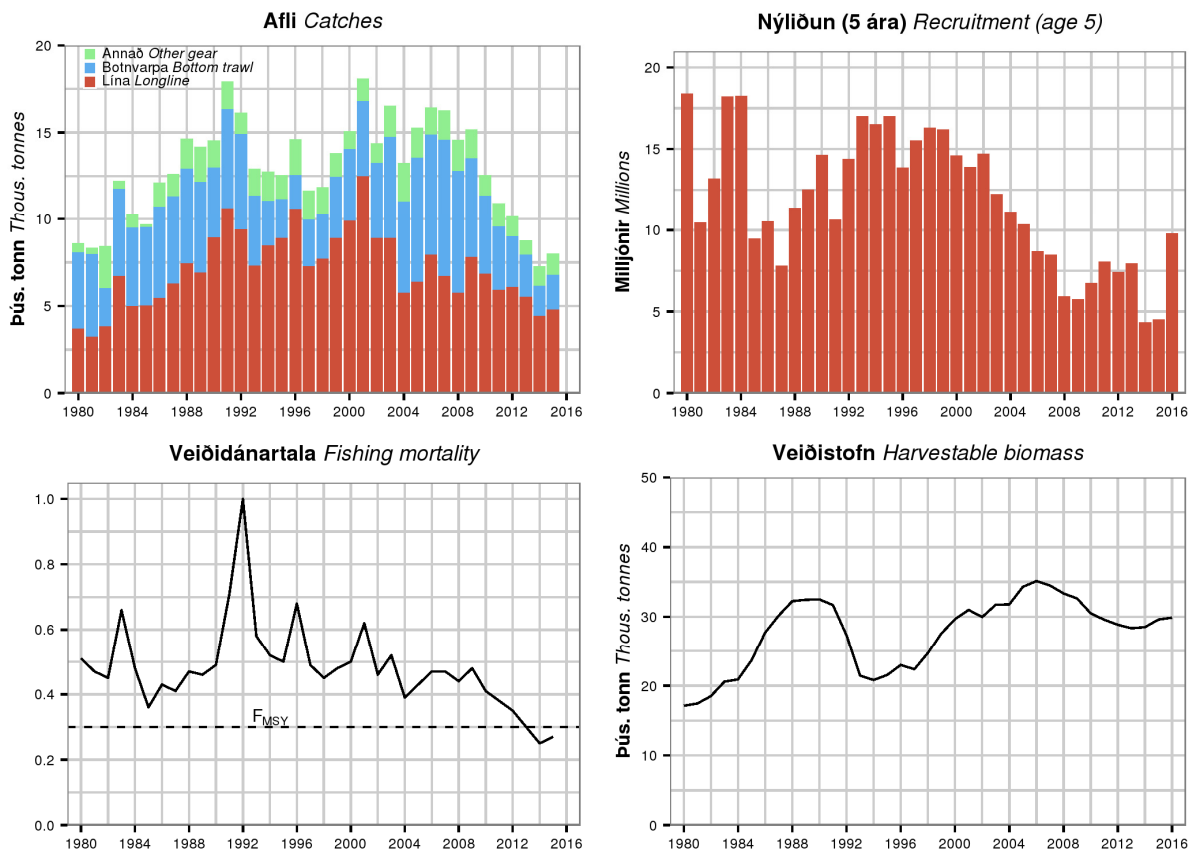 Afli Catches
Þús. tonn Thous. tonnes
20
15
10
5
0
Annað Other gear
Botnvarpa Bottom trawl
Lína Longline
1980 1984 1988 1992 1996 2000 2004 2008 2012 2016
Nýliðun (5 ára) Recruitment (age 5)
Milljónir Millions
20
15
10
5
0
1980 1984 1988 1992 1996 2000 2004 2008 2012 2016
Veiðidánartala Fishing mortality
1.0
0.8
0.6
0.4
0.2
0.0
FMSY
1980 1984 1988 1992 1996 2000 2004 2008 2012 2016
Veiðistofn Harvestable biomass
Þús. tonn Thous. tonnes
50
40
30
20
10
0
1980 1984 1988 1992 1996 2000 2004 2008 2012 2016